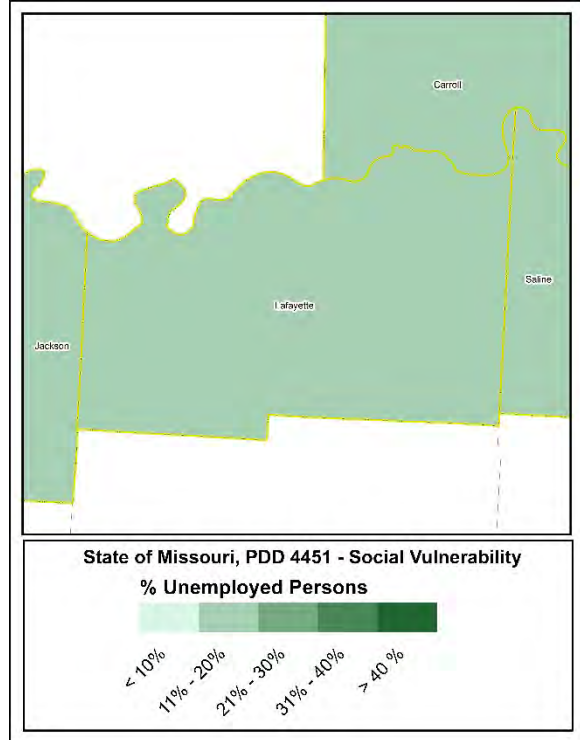 Carroll
Saline
Lafayette
Jackson
State of Missouri, PDD 4451 - Social Vulnerability
% Unemployed Persons
< 10%
11% - 20%
21% - 30%
31% - 40%
> 40 %